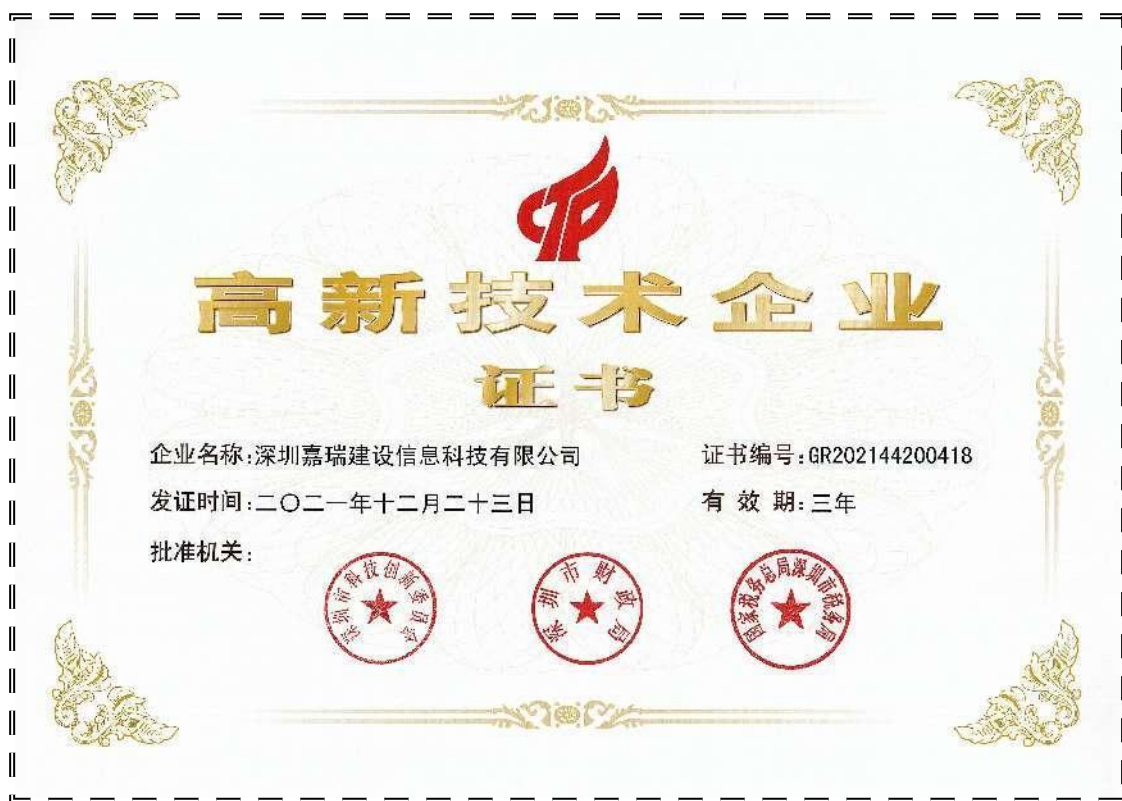 高新技术企业
证书
企业名称:深圳嘉瑞建设信息科技有限公司 证书编号:GR202144200418
发证时间:二〇二一年十二月二十三日 有 效 期:三年
批准机关:
深圳市科技创新委员会
深圳市财政局
国家税务总局深圳市税务局